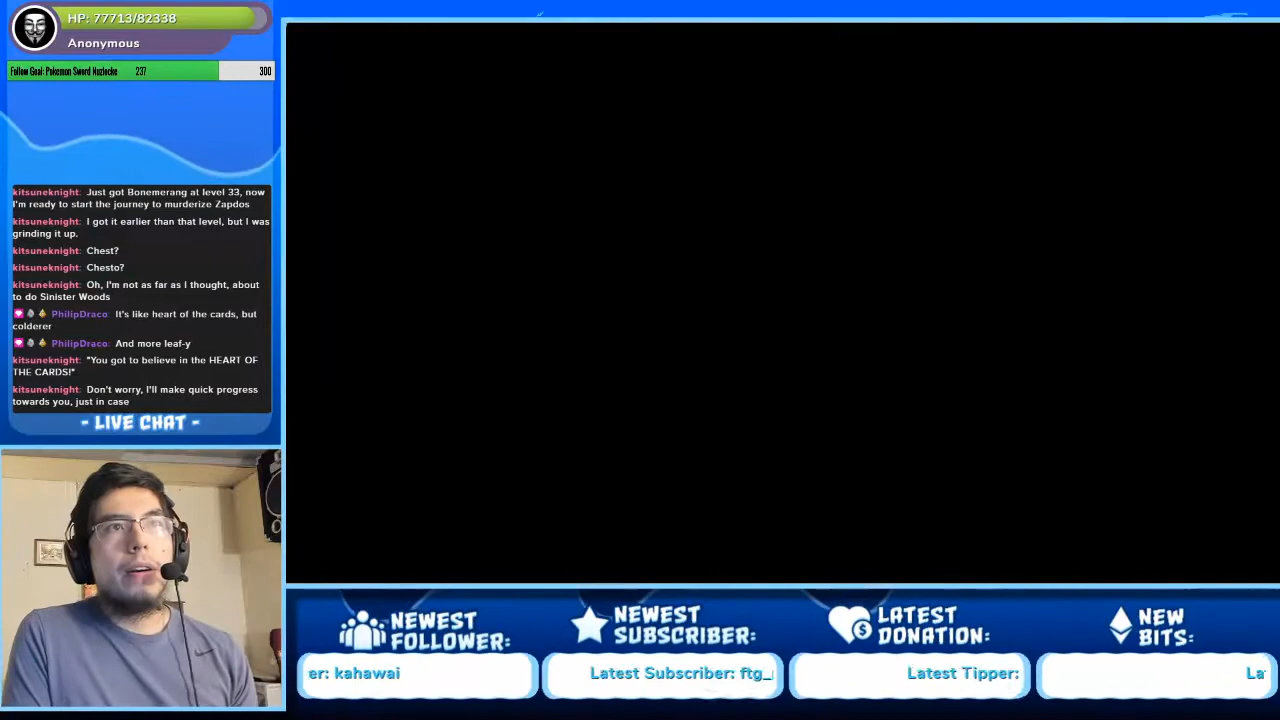 HP: 77713/82338
Anonymous
Follow Goal: Pokemon Sword Nuzlocke 237 300
kitsuneknight: Just got Bonemerang at level 33, now
I'm ready to start the journey to murderize Zapdos
kitsuneknight: I got it earlier than that level, but I was
grinding it up.
kitsuneknight: Chest?
kitsuneknight: Chesto?
kitsuneknight: Oh, I'm not as far as I thought, about
to do Sinister Woods
PhilipDraco: It's like heart of the cards, but
colderer
PhilipDraco: And more leaf-y
kitsuneknight: "You got to believe in the HEART OF
THE CARDS!"
kitsuneknight: Don't worry, I'll make quick progress
towards you, just in case
- LIVE CHAT -
NEWEST
FOLLOWER:
er: kahawai
NEWEST
SUBSCRIBER:
Latest Subscriber: ftg_
LATEST
DONATION:
Latest Tipper:
NEW
BITS:
La